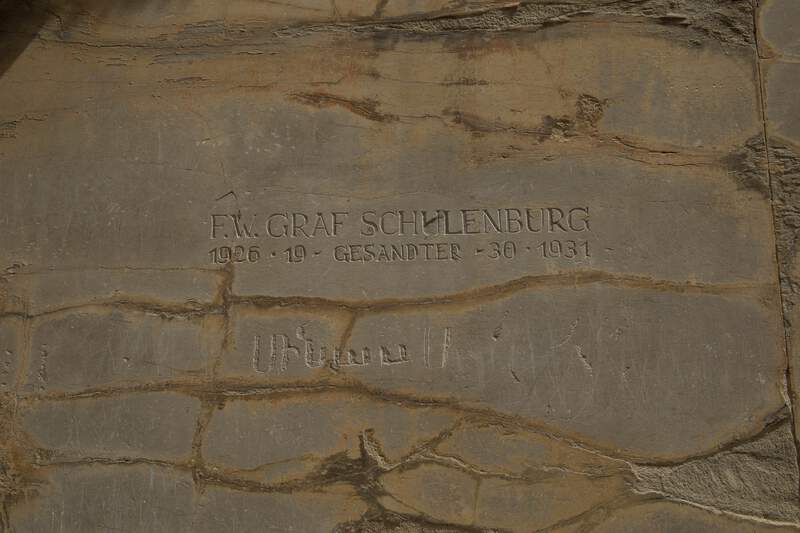 F.W. GRAF SCHULENBURG
1926 · 19 - GESANDTER - 30 · 1931